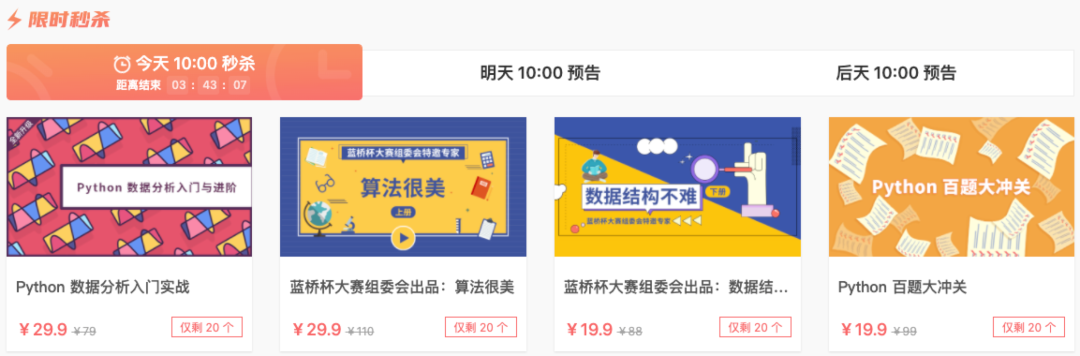 限时秒杀
今天 10:00 秒杀
距离结束 03 : 43 : 07
明天 10:00 预告
后天 10:00 预告
全新升级
Python 数据分析入门与进阶
Python 数据分析入门实战
¥29.9 ¥79
仅剩 20 个
蓝桥杯大赛组委会特邀专家
算法很美
上册
蓝桥杯大赛组委会出品：算法很美
¥29.9 ¥110
仅剩 20 个
数据结构不难
下册
蓝桥杯大赛组委会特邀专家
蓝桥杯大赛组委会出品：数据结...
¥19.9 ¥88
仅剩 20 个
Python 百题大冲关
Python 百题大冲关
¥19.9 ¥99
仅剩 20 个